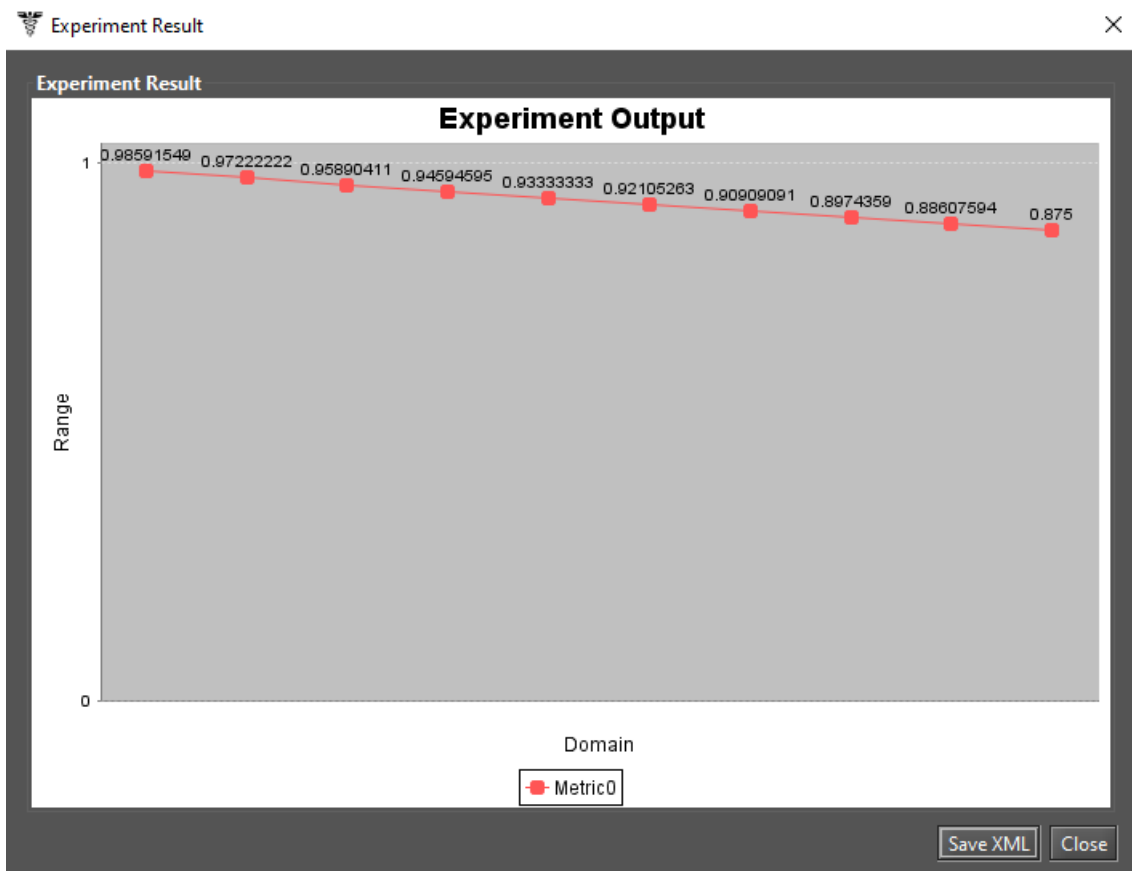 Experiment Result
Experiment Result
Experiment Output
1
0.98591549 0.97222222 0.95890411 0.94594595 0.93333333 0.92105263 0.90909091 0.8974359 0.88607594 0.875
Range
0
Domain
Metric0
Save XML Close